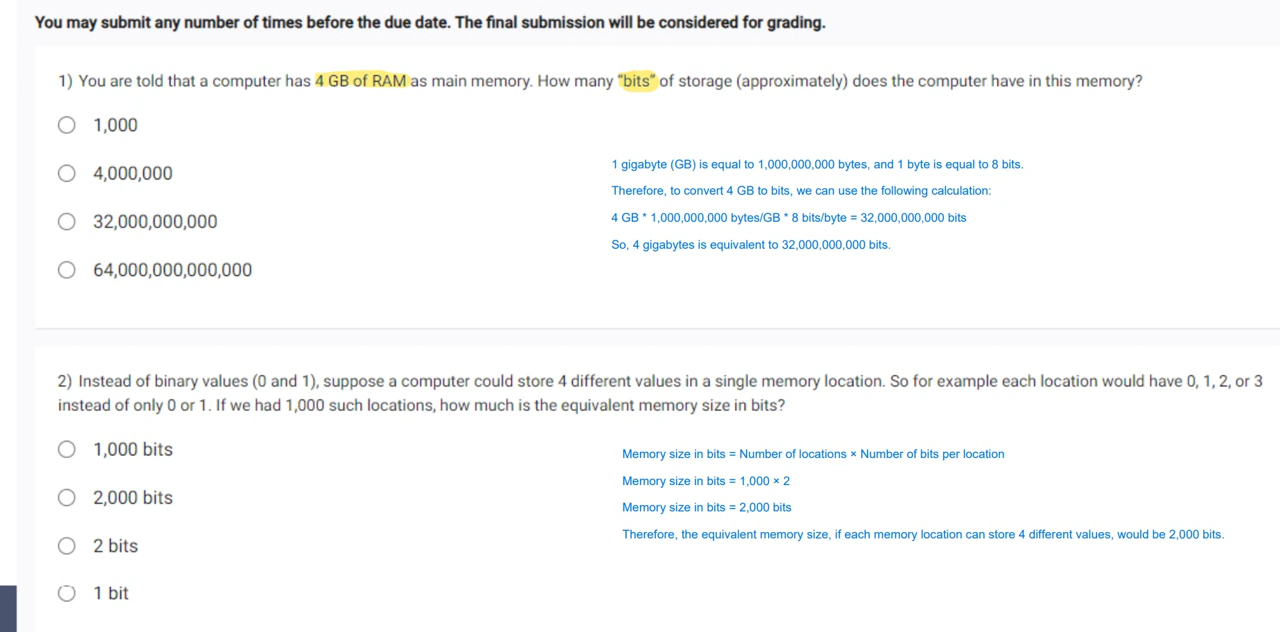 You may submit any number of times before the due date. The final submission will be considered for grading.
1) You are told that a computer has 4 GB of RAM as main memory. How many "bits" of storage (approximately) does the computer have in this memory?
1,000
4,000,000
32,000,000,000
64,000,000,000,000
1 gigabyte (GB) is equal to 1,000,000,000 bytes, and 1 byte is equal to 8 bits.
Therefore, to convert 4 GB to bits, we can use the following calculation:
4 GB * 1,000,000,000 bytes/GB * 8 bits/byte = 32,000,000,000 bits
So, 4 gigabytes is equivalent to 32,000,000,000 bits.
2) Instead of binary values (0 and 1), suppose a computer could store 4 different values in a single memory location. So for example each location would have 0, 1, 2, or 3
instead of only 0 or 1. If we had 1,000 such locations, how much is the equivalent memory size in bits?
1,000 bits
2,000 bits
2 bits
1 bit
Memory size in bits = Number of locations × Number of bits per location
Memory size in bits = 1,000 × 2
Memory size in bits = 2,000 bits
Therefore, the equivalent memory size, if each memory location can store 4 different values, would be 2,000 bits.